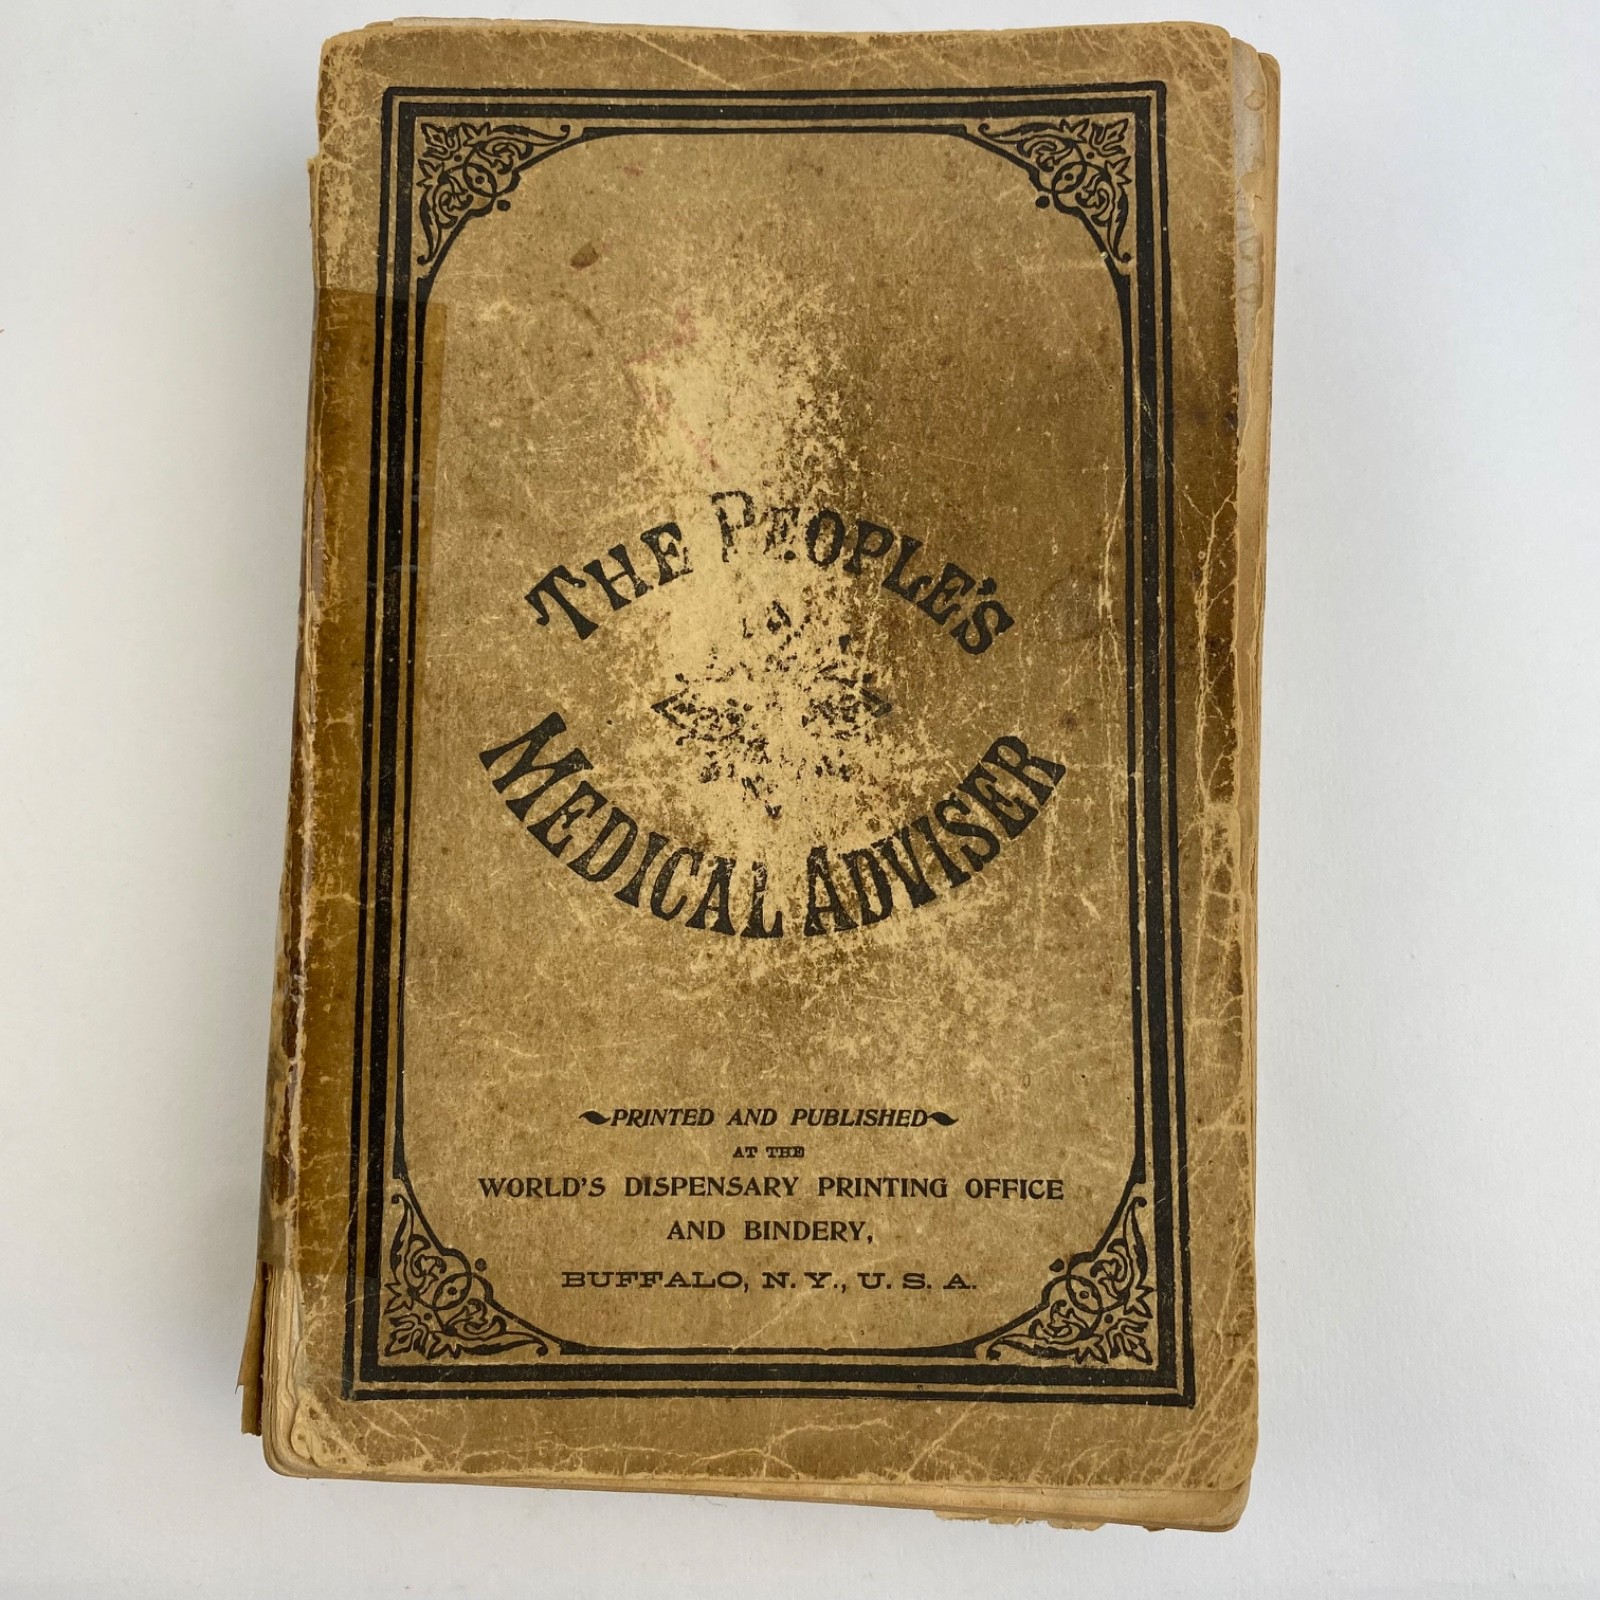 THE PEOPLE'S
MEDICAL ADVISER
PRINTED AND PUBLISHED
AT THE
WORLD'S DISPENSARY PRINTING OFFICE
AND BINDERY,
BUFFALO, N. Y., U. S. A.